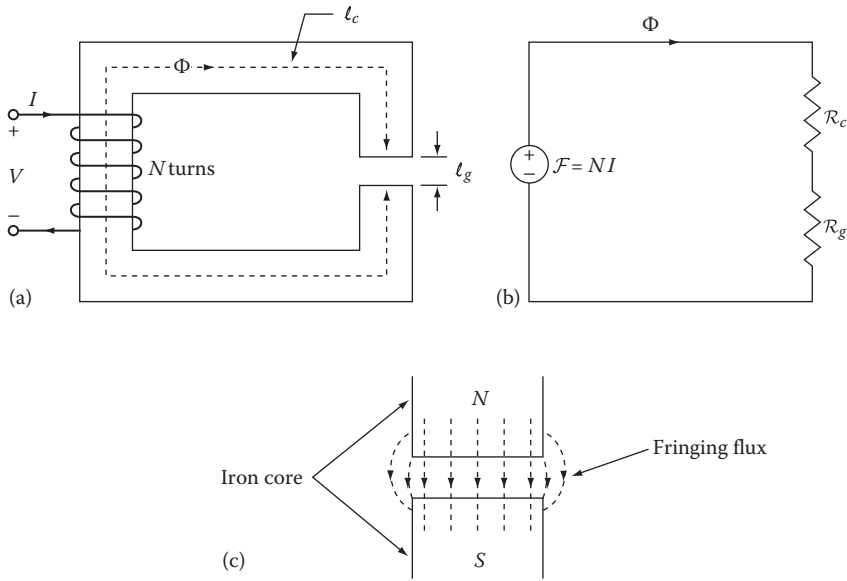 ℓc
Φ
I
+
V
−
N turns
ℓg
(a)
Φ
ℛc
+
−
ℱ = NI
ℛg
(b)
N
Fringing flux
Iron core
S
(c)